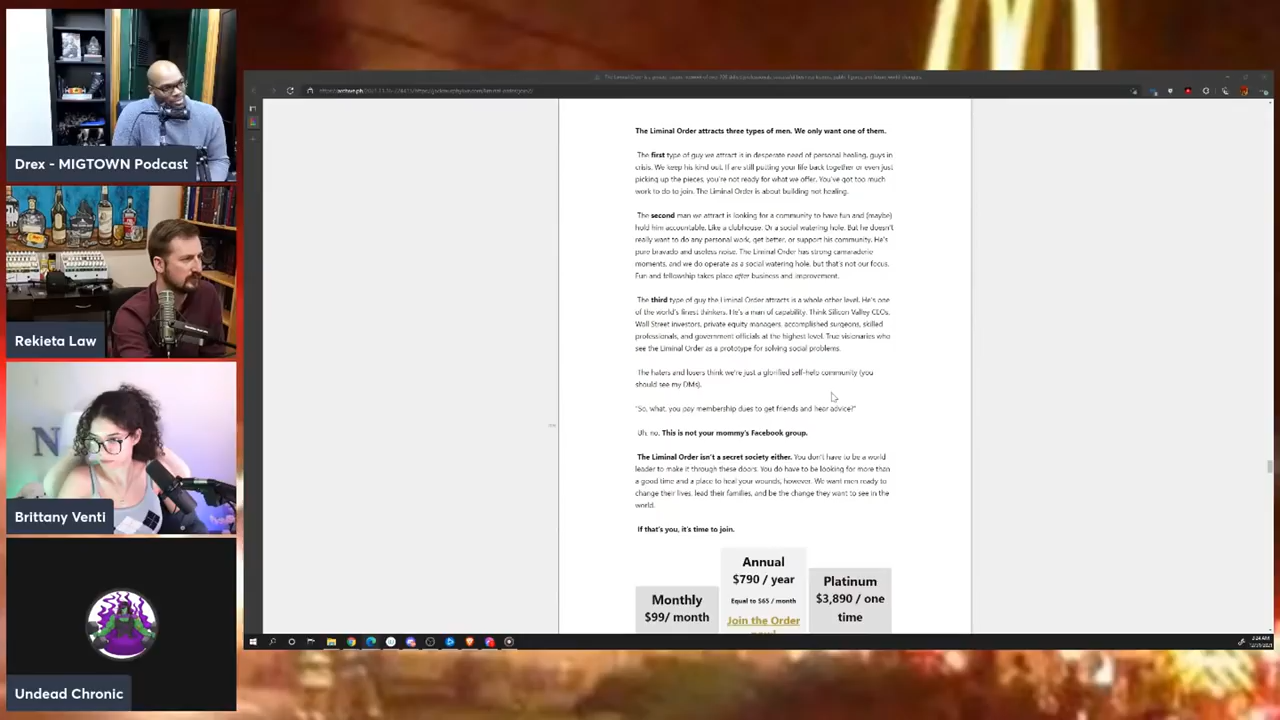 Drex - MIGTOWN Podcast
Rekieta Law
Brittany Venti
Undead Chronic
The Liminal Order attracts three types of men. We only want one of them.
The first type of guy we attract it in desperate need of personal healing, guys in
crisis. We keep his kind out. If are still putting your life back together or even just
picking up the pieces, you're not ready for what we offer. You've got too much
work to do to join. The Liminal Order is about building not healing.
The second man we attract is looking for a community to have fun and (maybe)
hold him accountable. Like a clubhouse. Or a social watering hole. But he doesn't
really want to do any personal work, get better, or support his community. He's
pure bravado and useless noise. The Liminal Order has strong camaraderie
moments, and we do operate as a social watering hole, but that's not our focus.
Fun and fellowship takes place after business and improvement.
The third type of guy the Liminal Order attracts is a whole other level. He's one
of the world's finest thinkers. He's a man of capability. Think Silicon Valley CEOs,
Wall Street investors, private equity managers, accomplished surgeons, skilled
professionals, and government officials at the highest level. True visionaries who
see the Liminal Order as a prototype for solving social problems.
The haters and losers think we're just a glorified self-help community (you
should see my DMs).
"So, what, you pay membership dues to get friends and hear advice?"
Uh, no. This is not your mommy's Facebook group.
The Liminal Order isn't a secret society either. You don't have to be a world
leader to make it through these doors. You do have to be looking for more than
a good time and a place to heal your wounds, however. We want men ready to
change their lives, lead their families, and be the change they want to see in the
world.
If that's you, it's time to join.
Monthly
$99/ month
Annual
$790 / year
Equal to $65 / month
Join the Order
Platinum
$3,890 / one
time